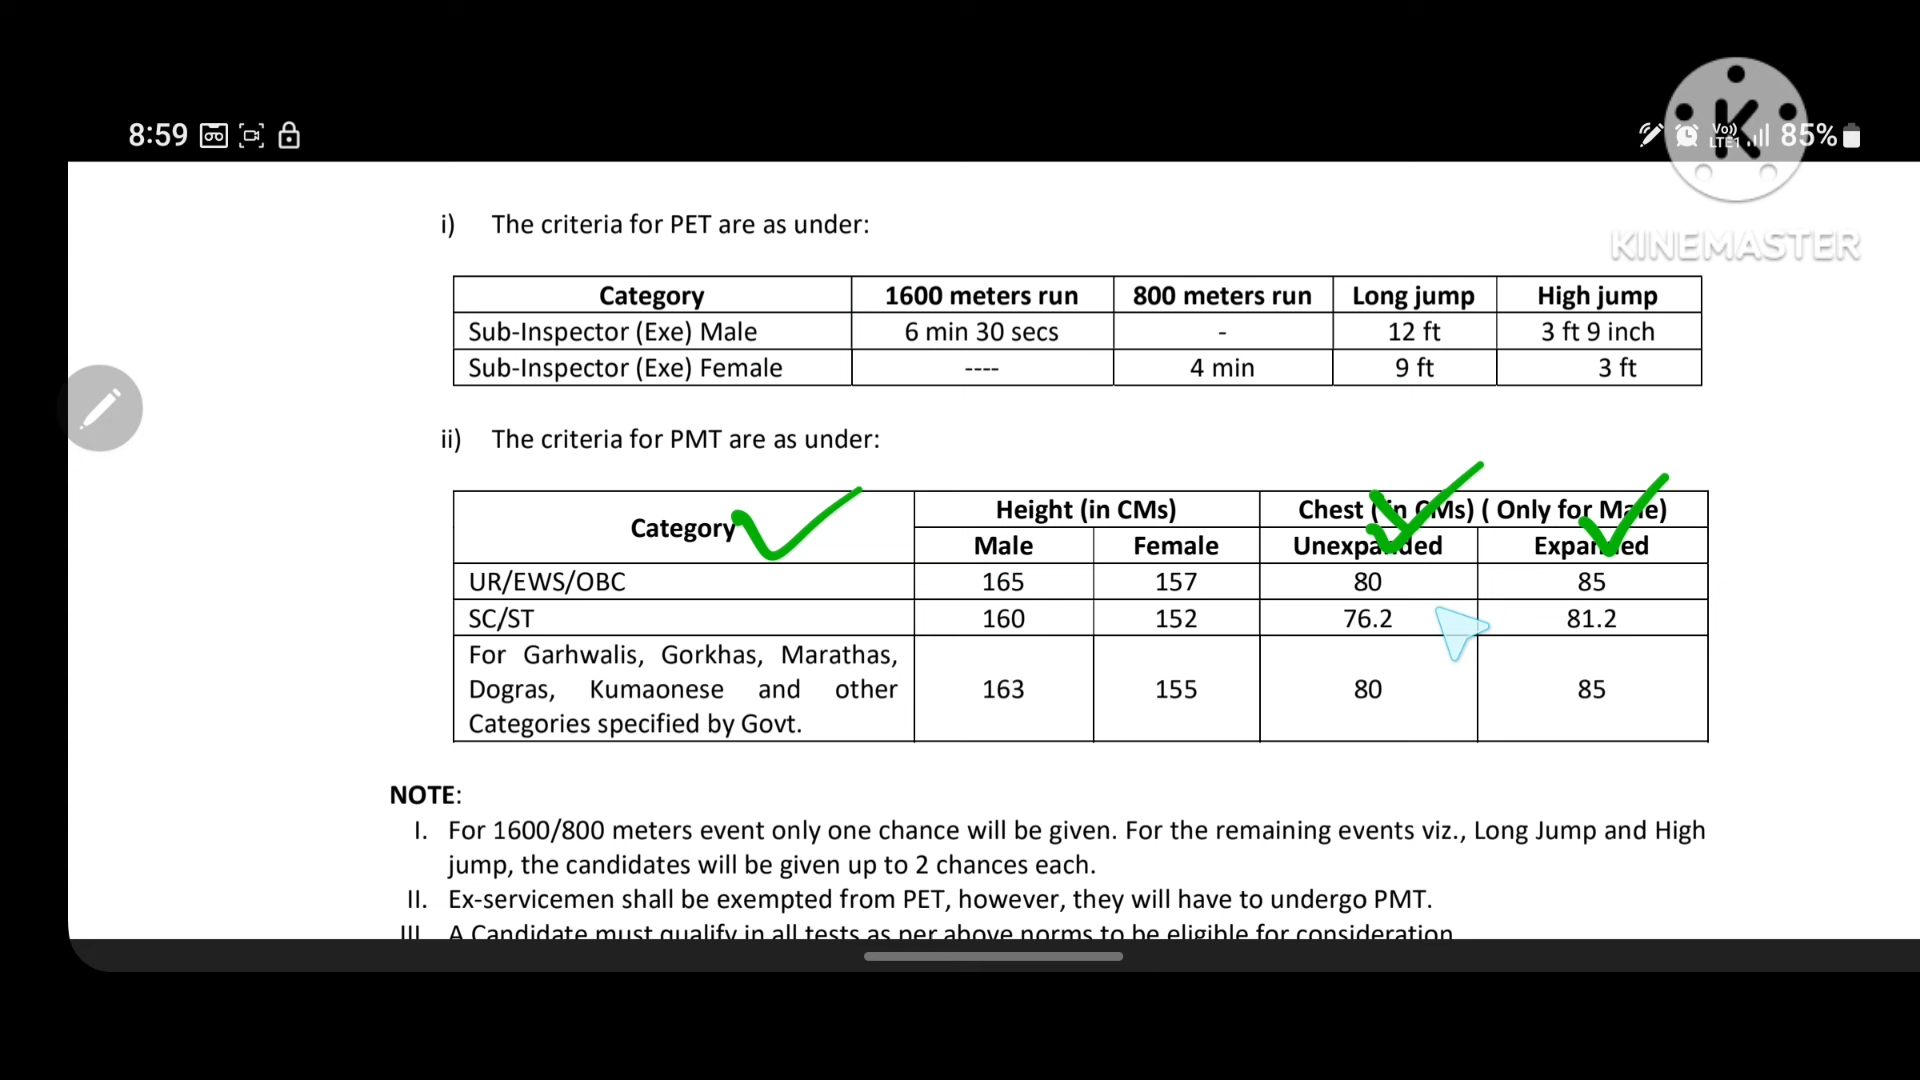 8:59
Vo)) LTE1 85%
KINEMASTER
i) The criteria for PET are as under:
Category 1600 meters run 800 meters run Long jump High jump
Sub-Inspector (Exe) Male 6 min 30 secs - 12 ft 3 ft 9 inch
Sub-Inspector (Exe) Female ---- 4 min 9 ft 3 ft
ii) The criteria for PMT are as under:
Category Height (in CMs) Chest (in CMs) ( Only for Male)
Male Female Unexpanded Expanded
UR/EWS/OBC 165 157 80 85
SC/ST 160 152 76.2 81.2
For Garhwalis, Gorkhas, Marathas,
Dogras, Kumaonese and other 163 155 80 85
Categories specified by Govt.
NOTE:
I. For 1600/800 meters event only one chance will be given. For the remaining events viz., Long Jump and High
jump, the candidates will be given up to 2 chances each.
II. Ex-servicemen shall be exempted from PET, however, they will have to undergo PMT.
III. A Candidate must qualify in all tests as per above norms to be eligible for consideration